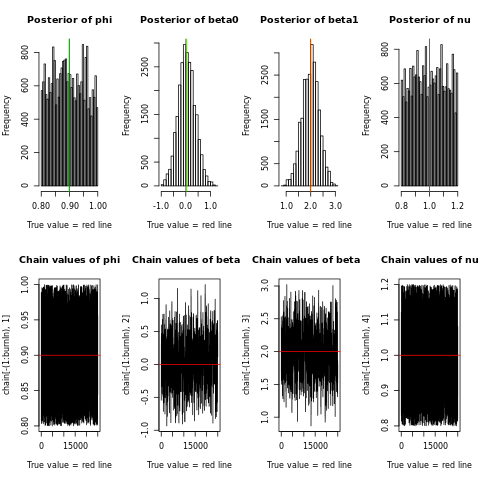 Posterior of phi
Posterior of beta0
Posterior of beta1
Posterior of nu
Frequency
0 200 400 600 800
0.80 0.90 1.00
True value = red line
Frequency
0 500 1500 2500
-1.0 0.0 1.0
True value = red line
Frequency
0 500 1500 2500
1.0 2.0 3.0
True value = red line
Frequency
0 200 400 600 800
0.8 1.0 1.2
True value = red line
Chain values of phi
Chain values of beta
Chain values of beta
Chain values of nu
chain[-(1:burnIn), 1]
0.80 0.85 0.90 0.95 1.00
0 15000
True value = red line
chain[-(1:burnIn), 2]
-1.0 -0.5 0.0 0.5 1.0
0 15000
True value = red line
chain[-(1:burnIn), 3]
1.0 1.5 2.0 2.5 3.0
0 15000
True value = red line
chain[-(1:burnIn), 4]
0.8 0.9 1.0 1.1 1.2
0 15000
True value = red line